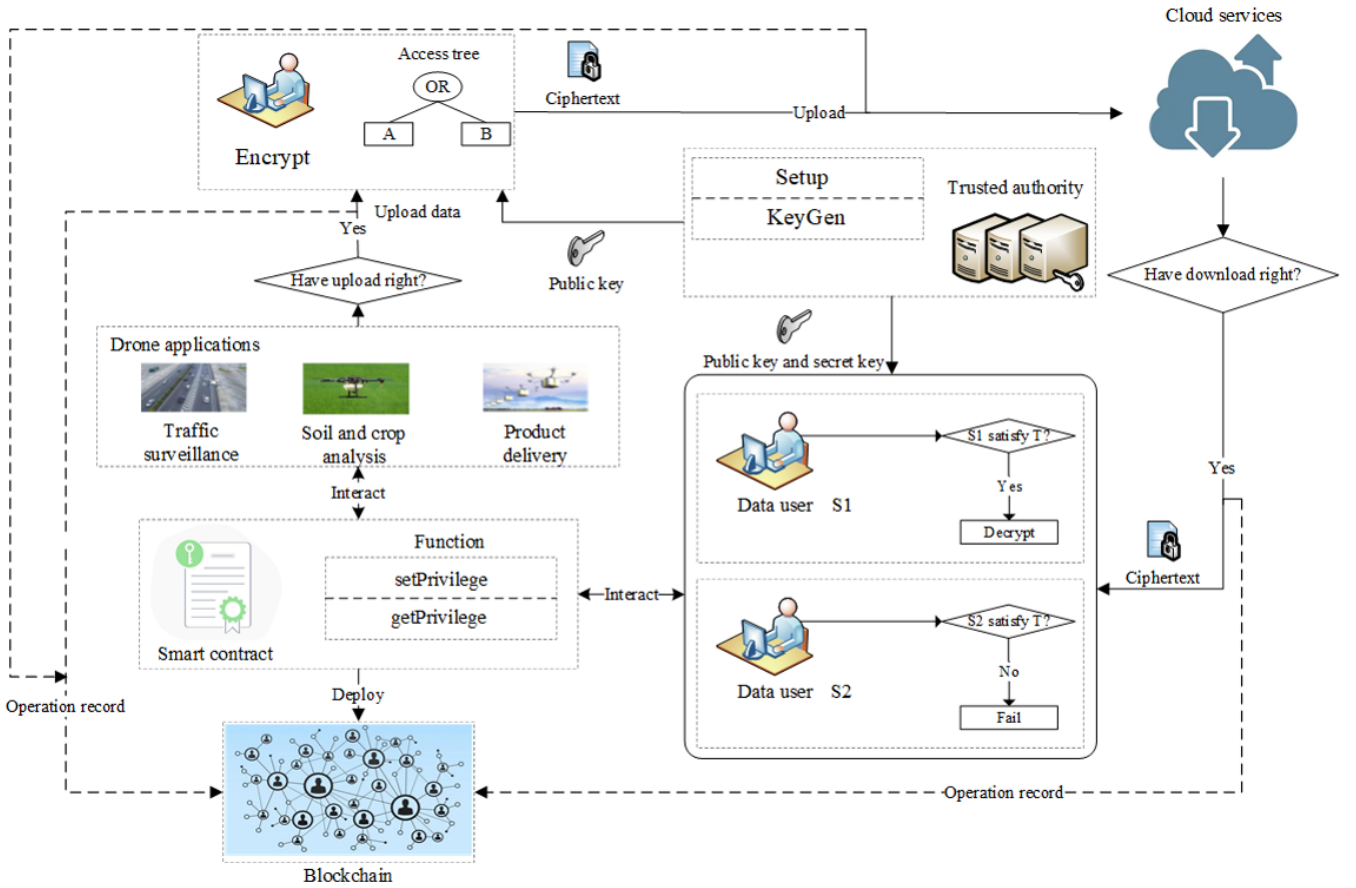 Cloud services
Access tree
OR
A
B
Encrypt
Ciphertext
Upload
Setup
KeyGen
Trusted authority
Upload data
Yes
Have upload right?
Public key
Have download right?
Public key and secret key
Drone applications
Traffic
surveillance
Soil and crop
analysis
Product
delivery
Interact
Data user S1
S1 satisfy T?
Yes
Decrypt
Yes
Ciphertext
Function
setPrivilege
getPrivilege
Smart contract
Interact
Data user S2
S2 satisfy T?
No
Fail
Deploy
Operation record
Operation record
Blockchain